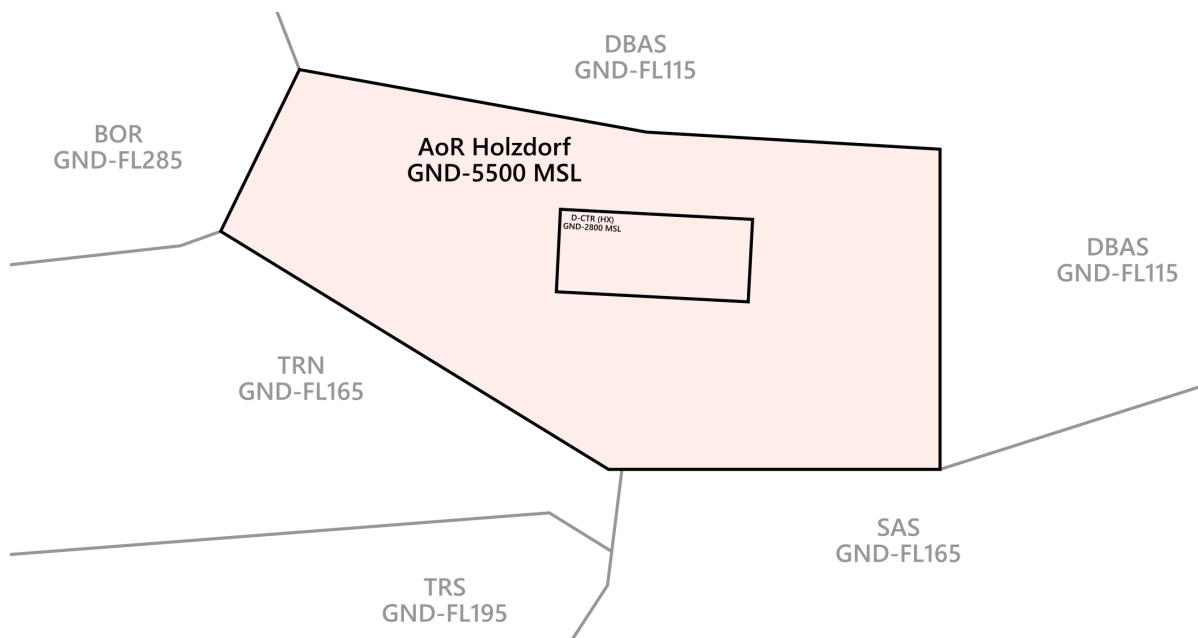 DBAS
GND-FL115
BOR
GND-FL285
AoR Holzdorf
GND-5500 MSL
D-CTR (HX)
GND-2800 MSL
DBAS
GND-FL115
TRN
GND-FL165
SAS
GND-FL165
TRS
GND-FL195